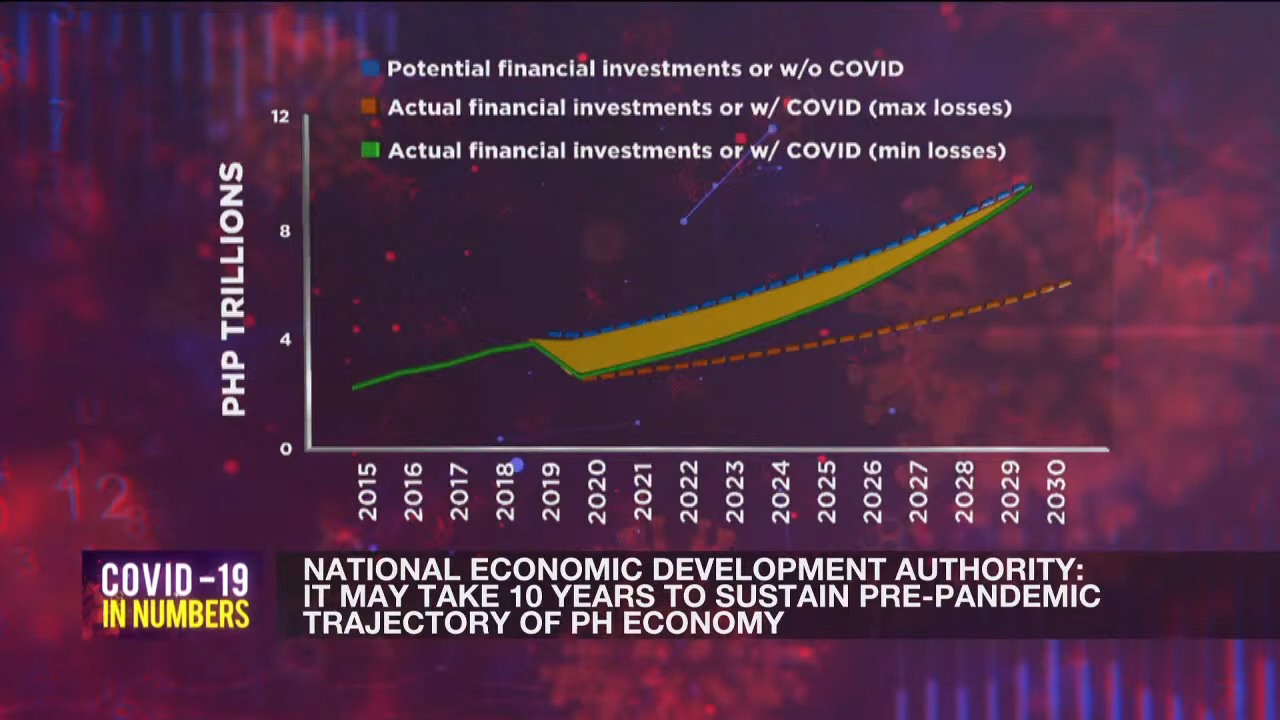 Potential financial investments or w/o COVID
Actual financial investments or w/ COVID (max losses)
Actual financial investments or w/ COVID (min losses)
12
8
4
0
PHP TRILLIONS
2015
2016
2017
2018
2019
2020
2021
2022
2023
2024
2025
2026
2027
2028
2029
2030
COVID-19
IN NUMBERS
NATIONAL ECONOMIC DEVELOPMENT AUTHORITY:
IT MAY TAKE 10 YEARS TO SUSTAIN PRE-PANDEMIC
TRAJECTORY OF PH ECONOMY